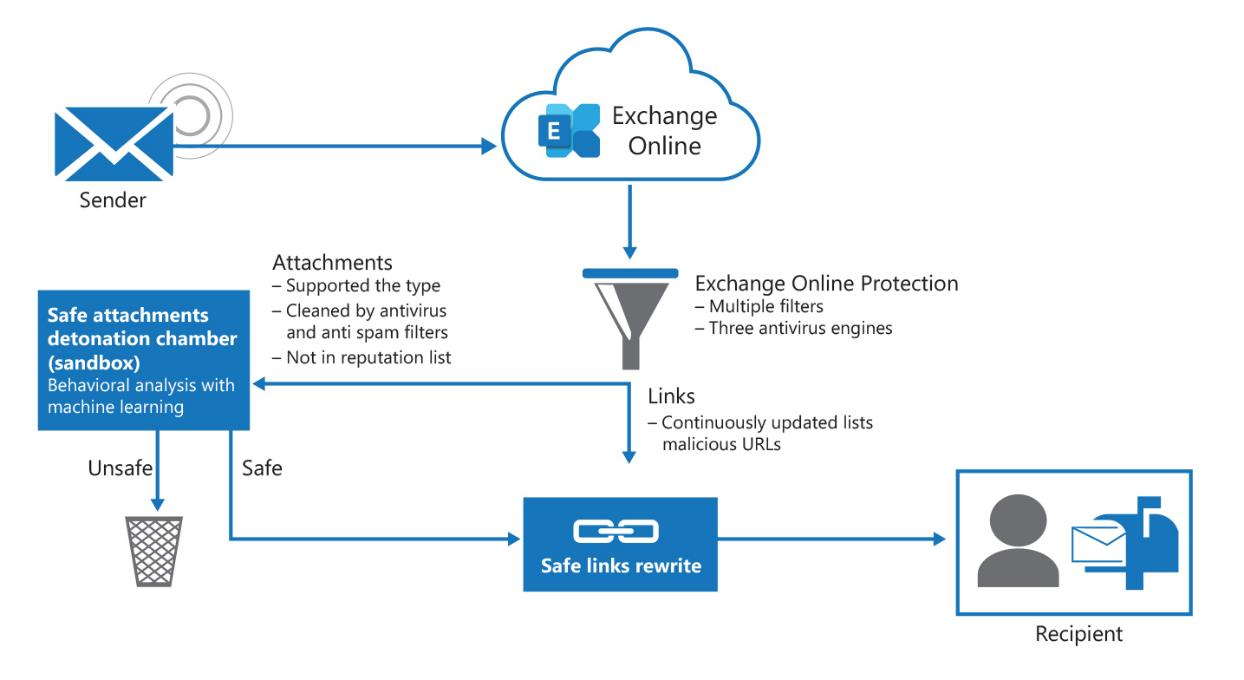 Sender
E
Exchange
Online
Exchange Online Protection
– Multiple filters
– Three antivirus engines
Attachments
– Supported the type
– Cleaned by antivirus
and anti spam filters
– Not in reputation list
Safe attachments
detonation chamber
(sandbox)
Behavioral analysis with
machine learning
Links
– Continuously updated lists
malicious URLs
Unsafe
Safe
Safe links rewrite
Recipient